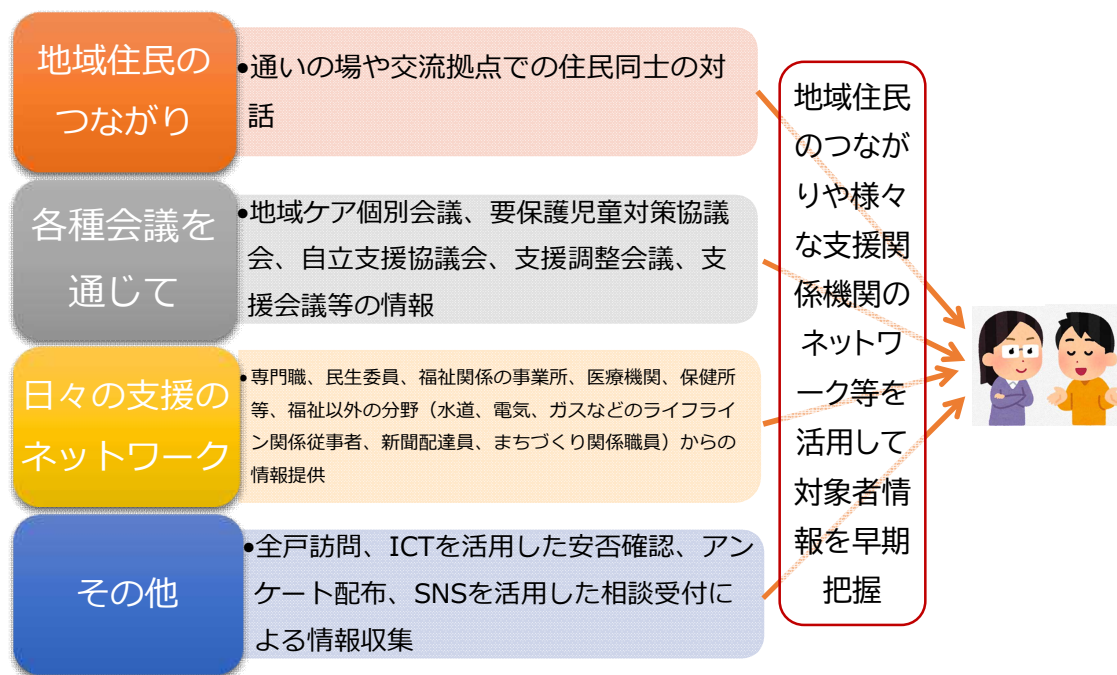 地域住民の
つながり
•通いの場や交流拠点での住民同士の対
話
各種会議を
通じて
•地域ケア個別会議、要保護児童対策協議
会、自立支援協議会、支援調整会議、支
援会議等の情報
日々の支援の
ネットワーク
•専門職、民生委員、福祉関係の事業所、医療機関、保健所
等、福祉以外の分野（水道、電気、ガスなどのライフライ
ン関係従事者、新聞配達員、まちづくり関係職員）からの
情報提供
その他
•全戸訪問、ICTを活用した安否確認、アン
ケート配布、SNSを活用した相談受付に
よる情報収集
地域住民
のつなが
りや様々
な支援関
係機関の
ネットワ
ーク等を
活用して
対象者情
報を早期
把握